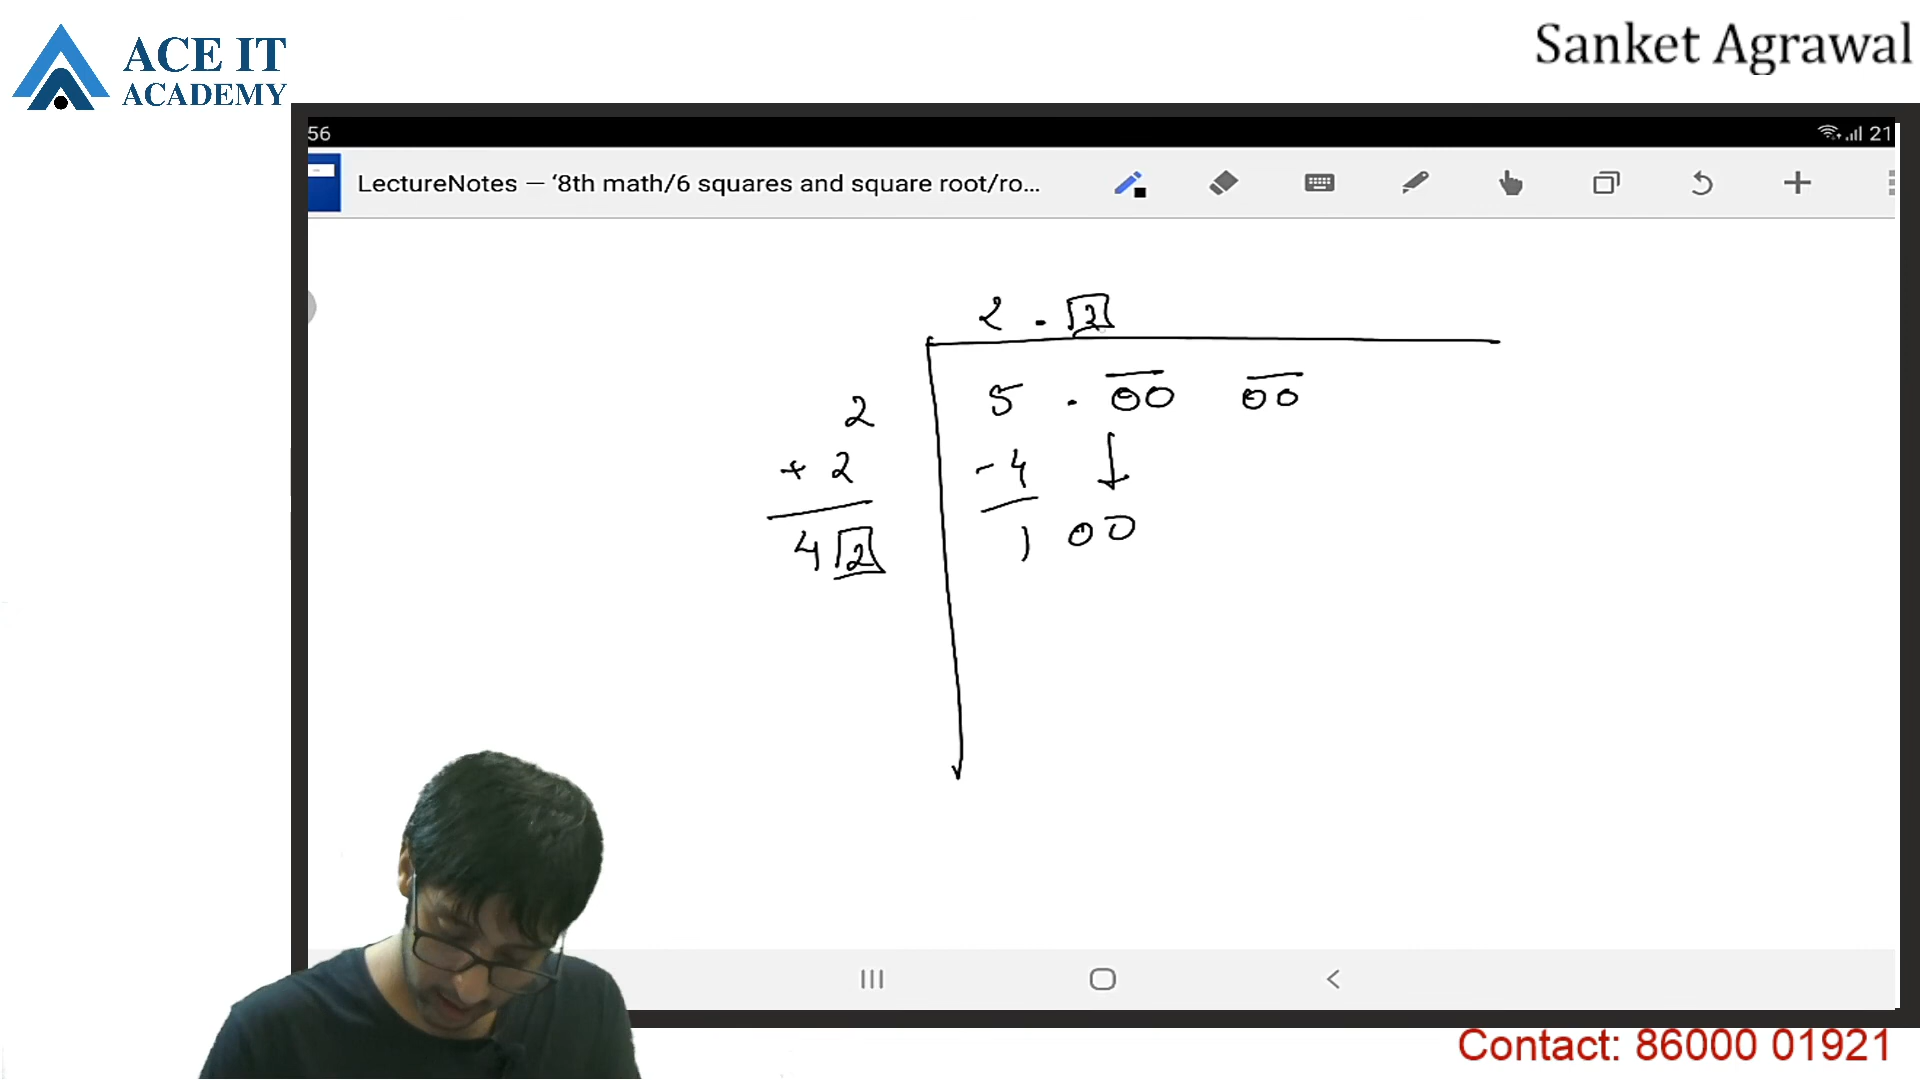 ACE IT
ACADEMY
Sanket Agrawal
56
21
LectureNotes — ‘8th math/6 squares and square root/ro...
2 . 2
2
5 . 00 00
+ 2
- 4
4 2
1 00
Contact: 86000 01921